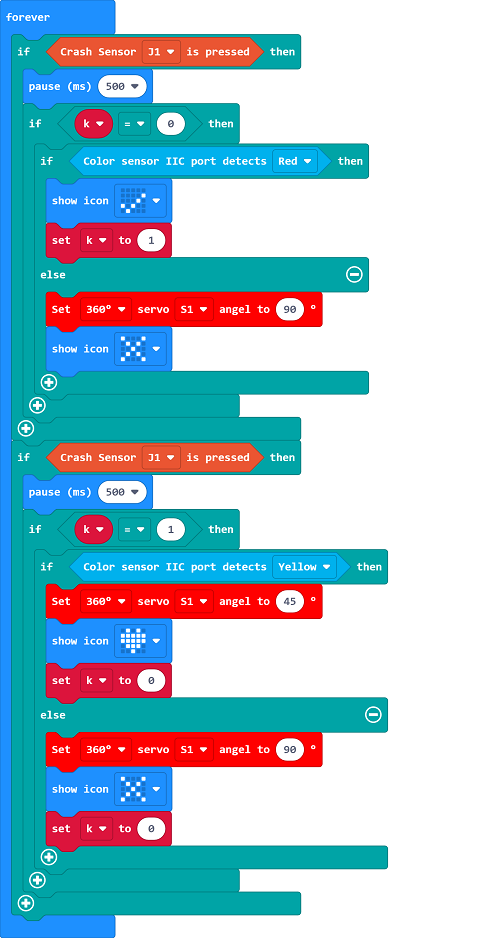 forever
if Crash Sensor J1 is pressed then
pause (ms) 500
if k = 0 then
if Color sensor IIC port detects Red then
show icon
set k to 1
else
Set 360° servo S1 angel to 90 °
show icon
if Crash Sensor J1 is pressed then
pause (ms) 500
if k = 1 then
if Color sensor IIC port detects Yellow then
Set 360° servo S1 angel to 45 °
show icon
set k to 0
else
Set 360° servo S1 angel to 90 °
show icon
set k to 0